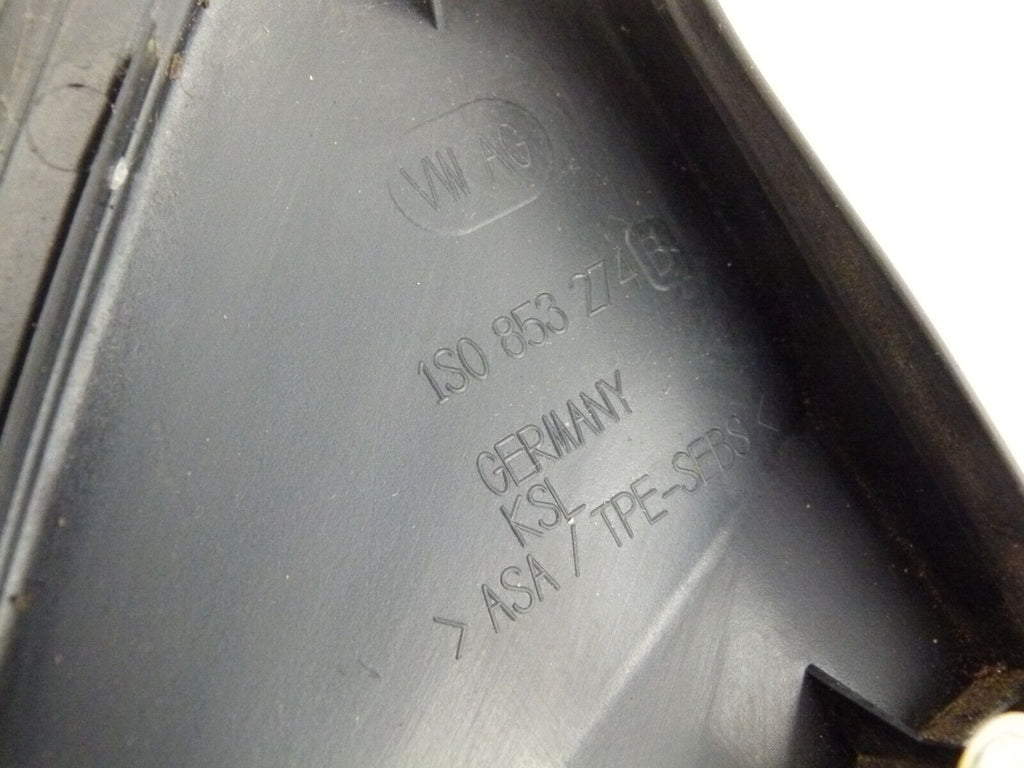 VW AG
1S0 853 274 B
GERMANY
KSL
> ASA / TPE-SEBS <